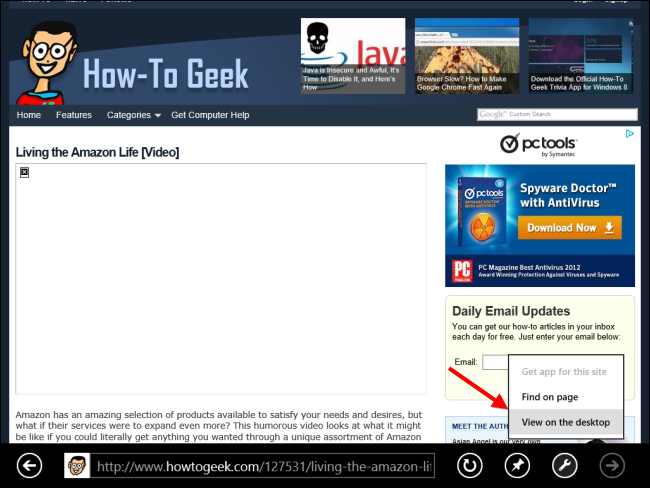 How-To Geek
Java
Java is Insecure and Awful, It's
Time to Disable It, and Here's
How
Browser Slow? How to Make
Google Chrome Fast Again
Download the Official How-To
Geek Trivia App for Windows 8
Home Features Categories Get Computer Help
Google™ Custom Search
Living the Amazon Life [Video]
pctools™
by Symantec
pctools
Spyware Doctor™
with AntiVirus
Download Now
PC
PC Magazine Best Antivirus 2012
Award Winning Protection Against Viruses and Spyware
Daily Email Updates
You can get our how-to articles in your inbox
each day for free. Just enter your email below:
Email:
Get app for this site
Find on page
View on the desktop
Amazon has an amazing selection of products available to satisfy your needs and desires, but
what if their services were to expand even more? This humorous video looks at what it might
be like if you could literally get anything you wanted through a unique assortment of Amazon
MEET THE AUTH
Asian Angel is our very own
http://www.howtogeek.com/127531/living-the-amazon-lif